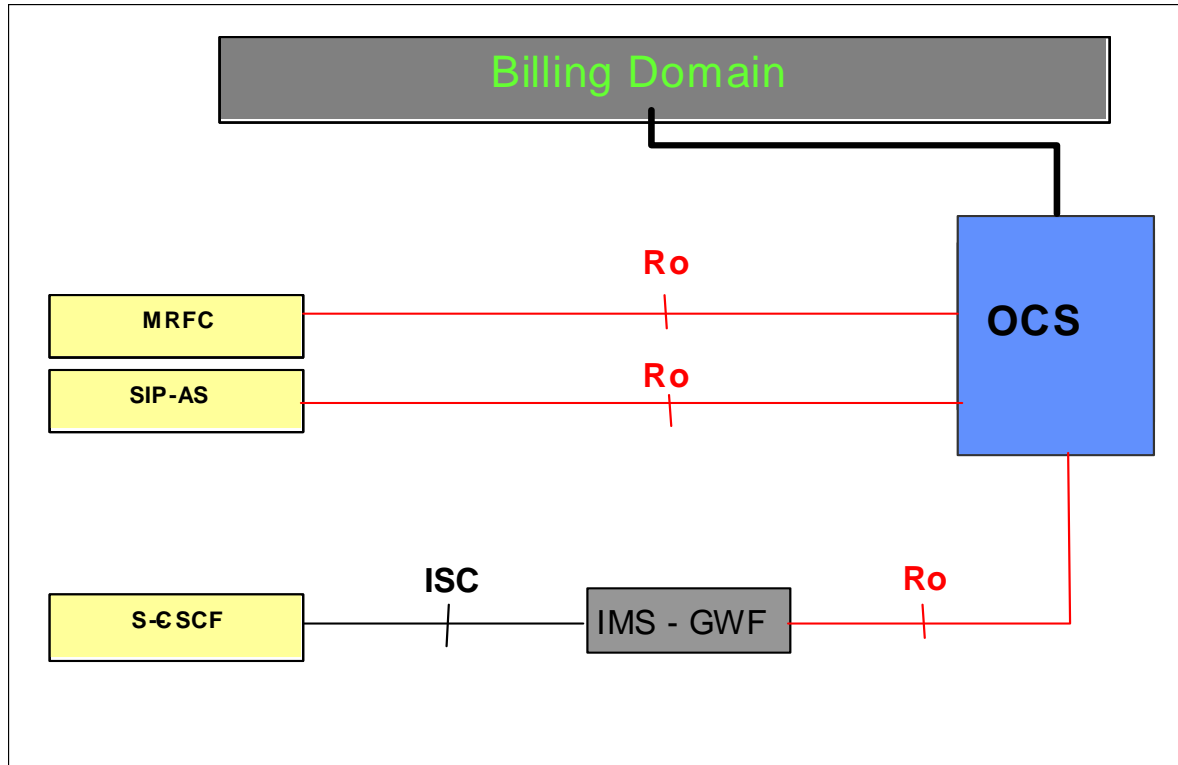 Billing Domain
Ro
MRFC
OCS
Ro
SIP-AS
ISC
Ro
S-CSCF
IMS - GWF